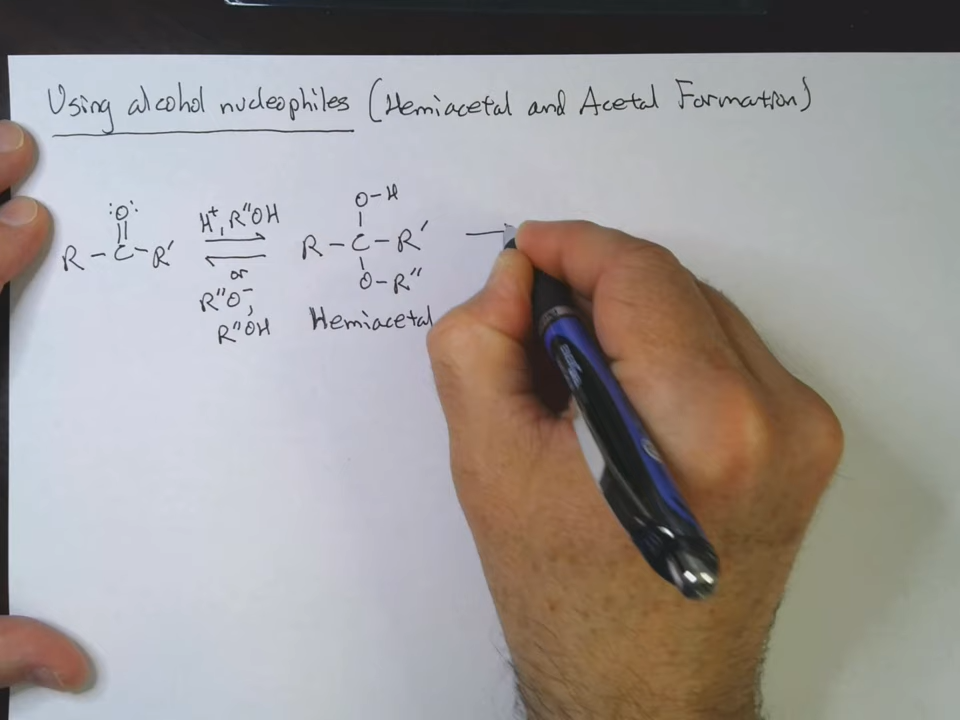 Using alcohol nucleophiles (Hemiacetal and Acetal Formation)
:O:
||
R-C-R'
H⁺, R"OH
or
R"O⁻,
R"OH
O-H
|
R-C-R'
|
O-R"
Hemiacetal